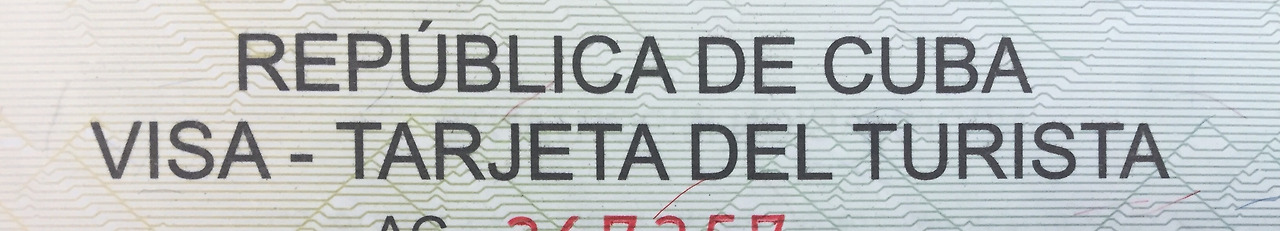 REPÚBLICA DE CUBA
VISA - TARJETA DEL TURISTA